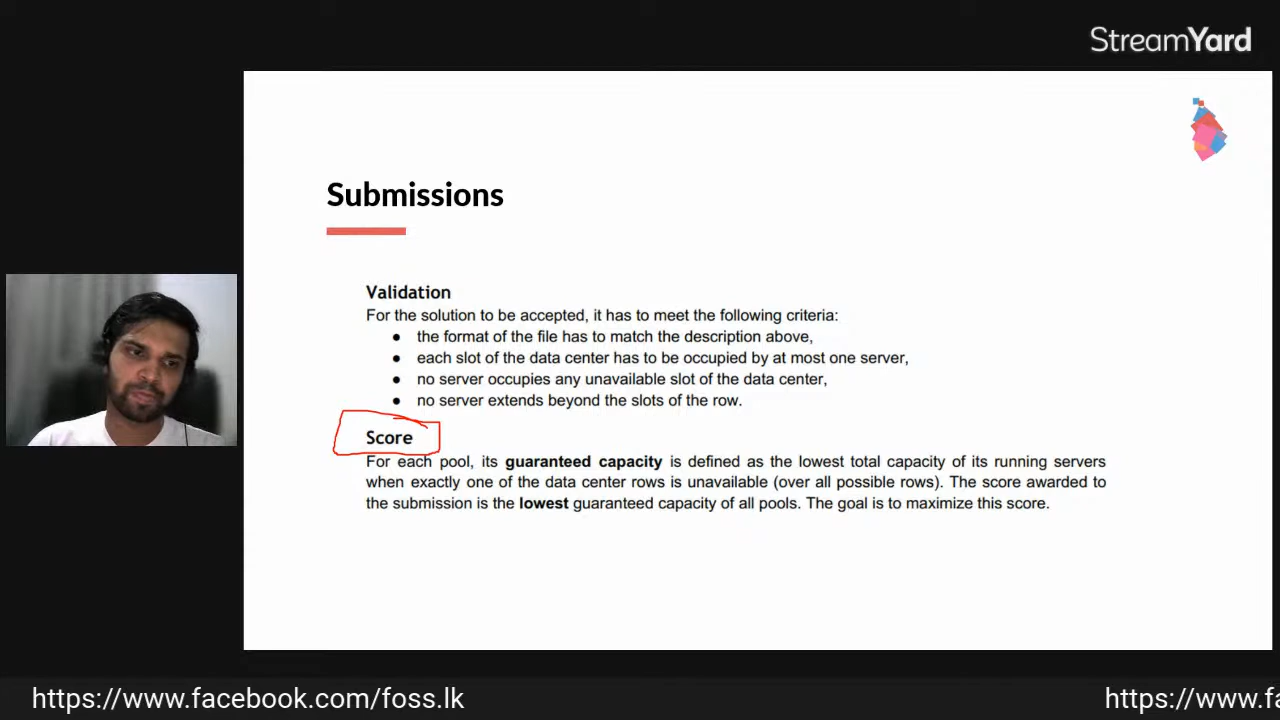 StreamYard
Submissions
Validation
For the solution to be accepted, it has to meet the following criteria:
● the format of the file has to match the description above,
● each slot of the data center has to be occupied by at most one server,
● no server occupies any unavailable slot of the data center,
● no server extends beyond the slots of the row.
Score
For each pool, its guaranteed capacity is defined as the lowest total capacity of its running servers
when exactly one of the data center rows is unavailable (over all possible rows). The score awarded to
the submission is the lowest guaranteed capacity of all pools. The goal is to maximize this score.
https://www.facebook.com/foss.lk https://www.fa